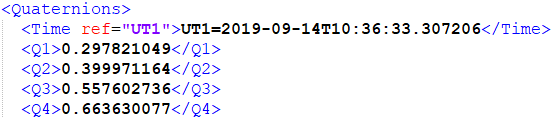 <Quaternions>
<Time ref="UT1">UT1=2019-09-14T10:36:33.307206</Time>
<Q1>0.297821049</Q1>
<Q2>0.399971164</Q2>
<Q3>0.557602736</Q3>
<Q4>0.663630077</Q4>